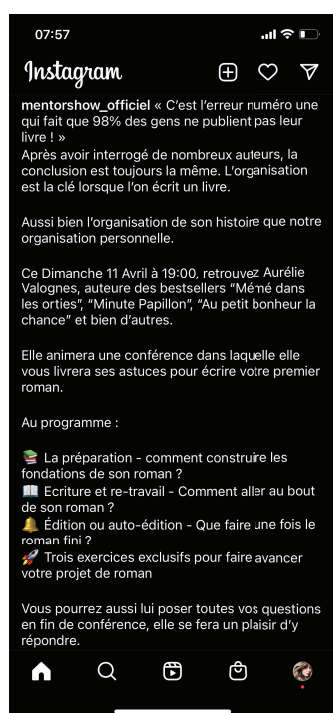 07:57
Instagram
mentorshow_officiel « C’est l’erreur numéro une
qui fait que 98% des gens ne publient pas leur
livre ! »
Après avoir interrogé de nombreux auteurs, la
conclusion est toujours la même. L’organisation
est la clé lorsque l’on écrit un livre.
Aussi bien l’organisation de son histoire que notre
organisation personnelle.
Ce Dimanche 11 Avril à 19:00, retrouvez Aurélie
Valognes, auteure des bestsellers “Mémé dans
les orties”, “Minute Papillon”, “Au petit bonheur la
chance” et bien d’autres.
Elle animera une conférence dans laquelle elle
vous livrera ses astuces pour écrire votre premier
roman.
Au programme :
📚 La préparation - comment construire les
fondations de son roman ?
📖 Ecriture et re-travail - Comment aller au bout
de son roman ?
🔔 Édition ou auto-édition - Que faire une fois le
roman fini ?
🚀 Trois exercices exclusifs pour faire avancer
votre projet de roman
Vous pourrez aussi lui poser toutes vos questions
en fin de conférence, elle se fera un plaisir d’y
répondre.